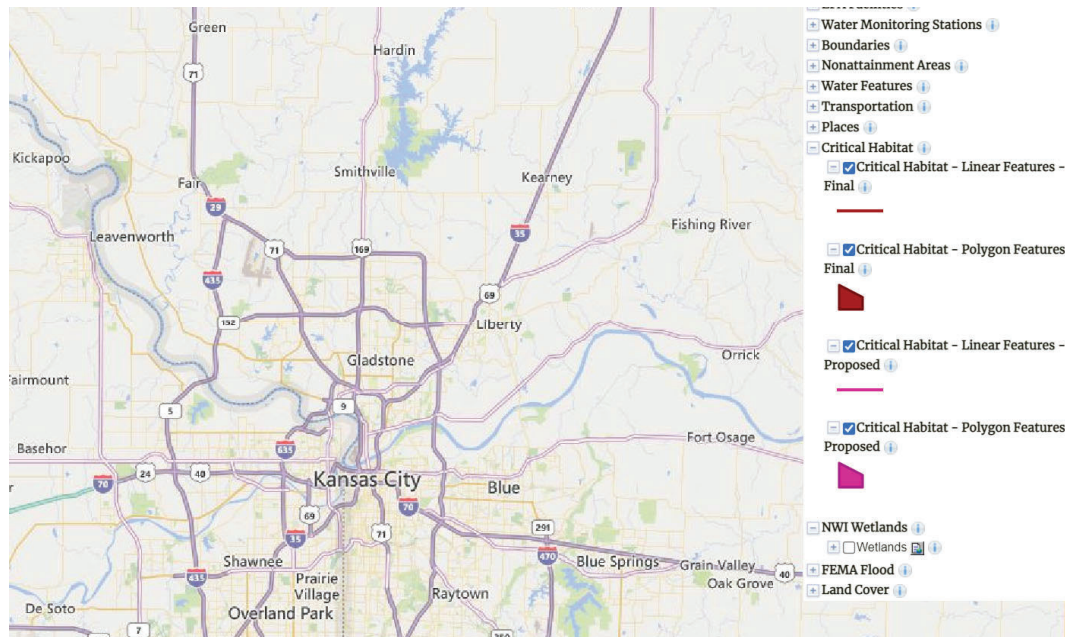 Green
71
Hardin
Kickapoo
Smithville
Kearney
Fair
29
Fishing River
Leavenworth
35
71
169
435
69
152
Liberty
Gladstone
Orrick
Fairmount
5
9
Basehor
635
Fort Osage
24
40
Kansas City
70
Blue
70
69
71
291
35
Shawnee
470
Blue Springs
Grain Valley
40
435
Prairie
Village
Raytown
Oak Grove
De Soto
Overland Park
7
Water Monitoring Stations
Boundaries
Nonattainment Areas
Water Features
Transportation
Places
Critical Habitat
Critical Habitat - Linear Features -
Final
Critical Habitat - Polygon Features
Final
Critical Habitat - Linear Features -
Proposed
Critical Habitat - Polygon Features
Proposed
NWI Wetlands
Wetlands
FEMA Flood
Land Cover